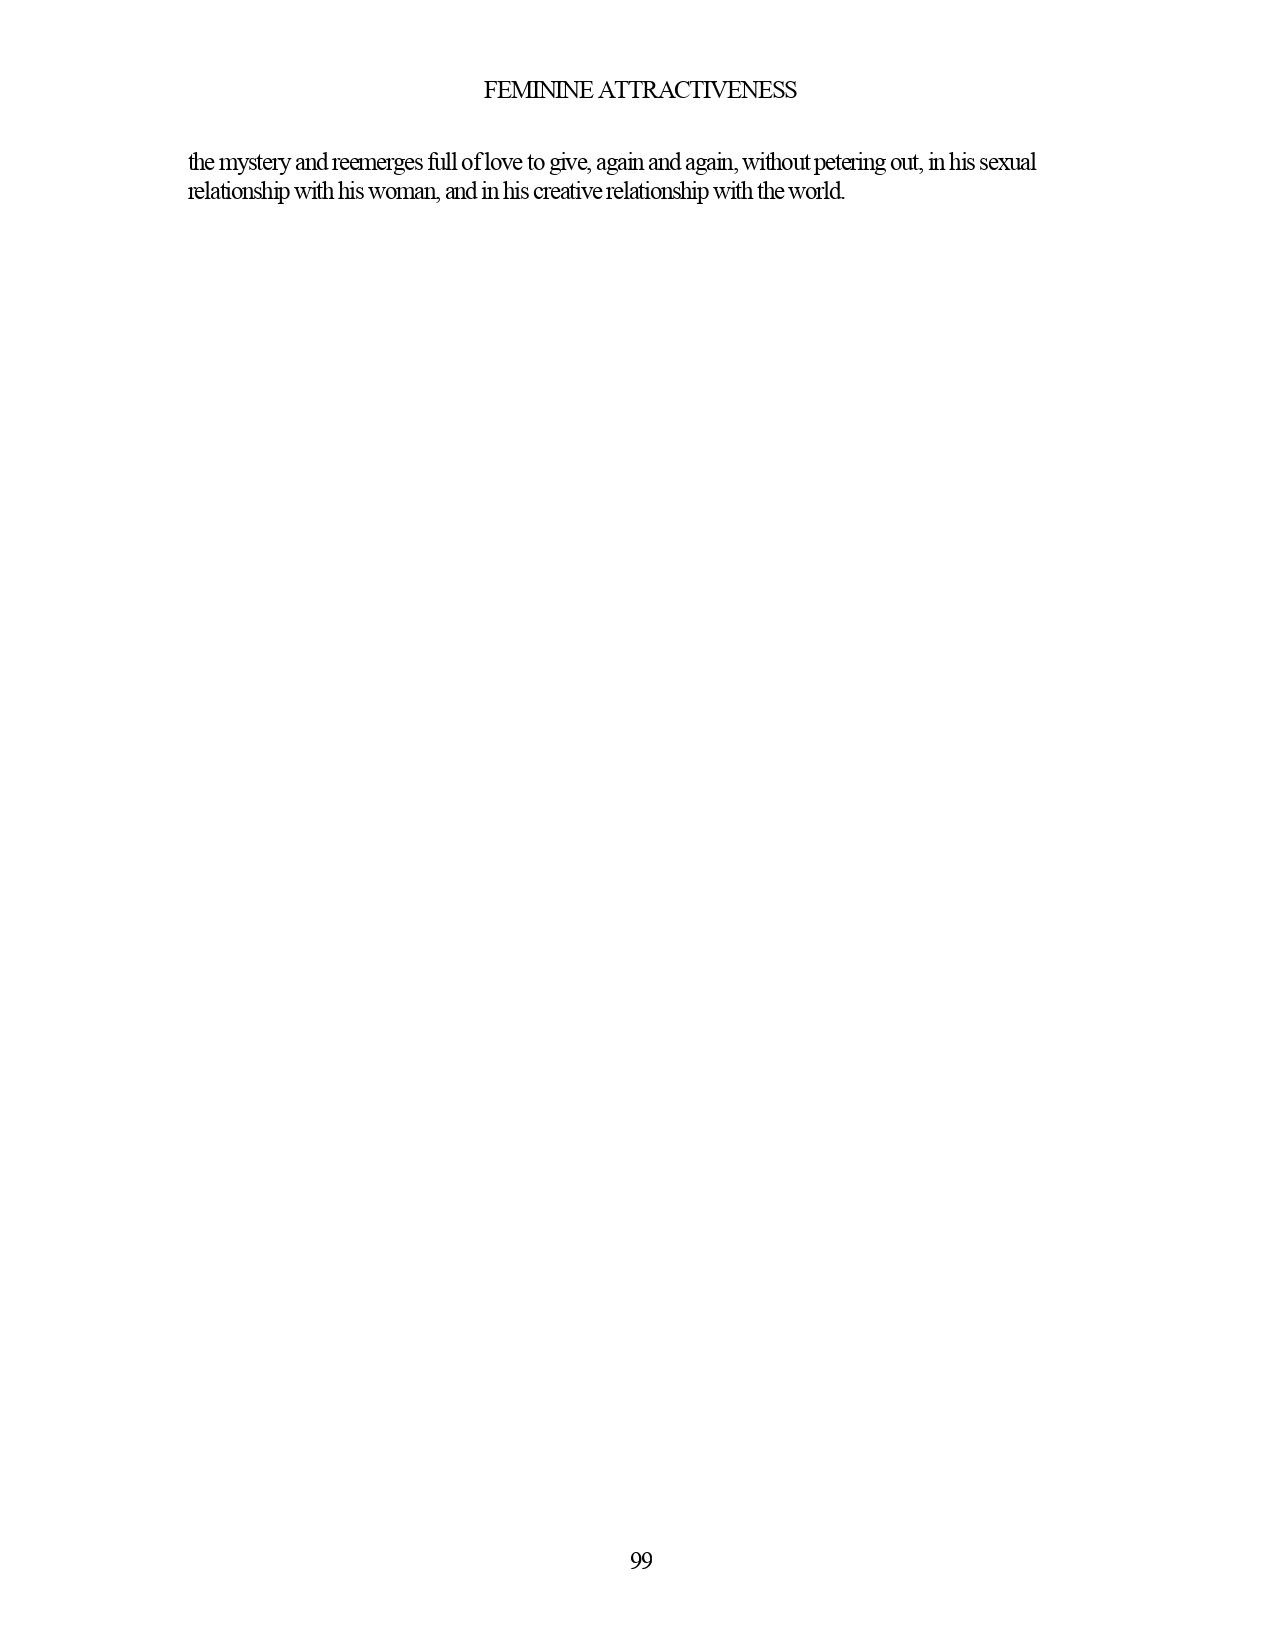 FEMININE ATTRACTIVENESS
the mystery and reemerges full of love to give, again and again, without petering out, in his sexual
relationship with his woman, and in his creative relationship with the world.
99